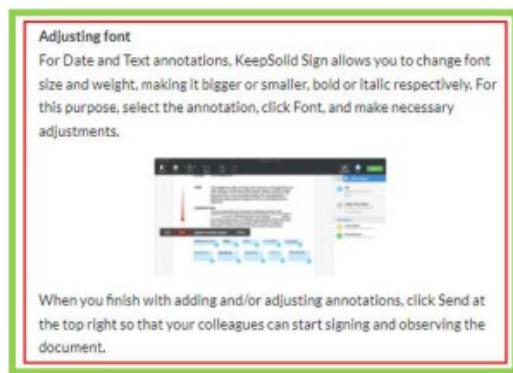 Adjusting font
For Date and Text annotations, KeepSolid Sign allows you to change font
size and weight, making it bigger or smaller, bold or italic respectively. For
this purpose, select the annotation, click Font, and make necessary
adjustments.
When you finish with adding and/or adjusting annotations, click Send at
the top right so that your colleagues can start signing and observing the
document.